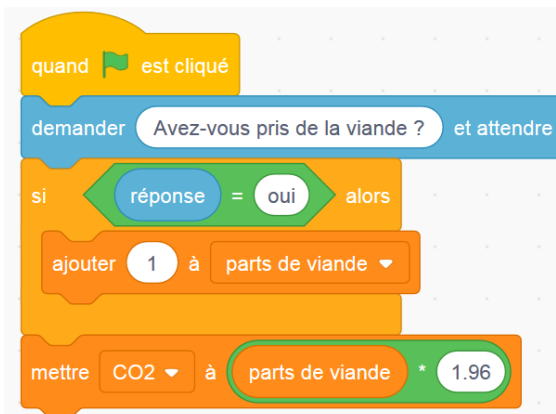 quand est cliqué
demander Avez-vous pris de la viande ? et attendre
si réponse = oui alors
ajouter 1 à parts de viande
mettre CO2 à parts de viande * 1.96